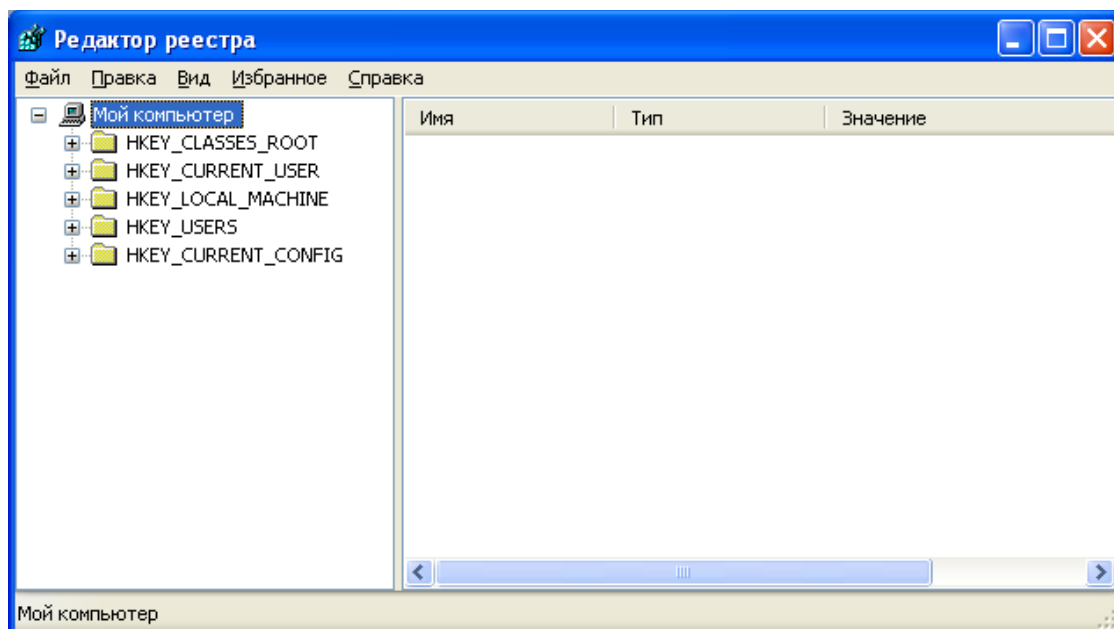 Редактор реестра
Файл Правка Вид Избранное Справка
Мой компьютер
HKEY_CLASSES_ROOT
HKEY_CURRENT_USER
HKEY_LOCAL_MACHINE
HKEY_USERS
HKEY_CURRENT_CONFIG
Имя Тип Значение
Мой компьютер